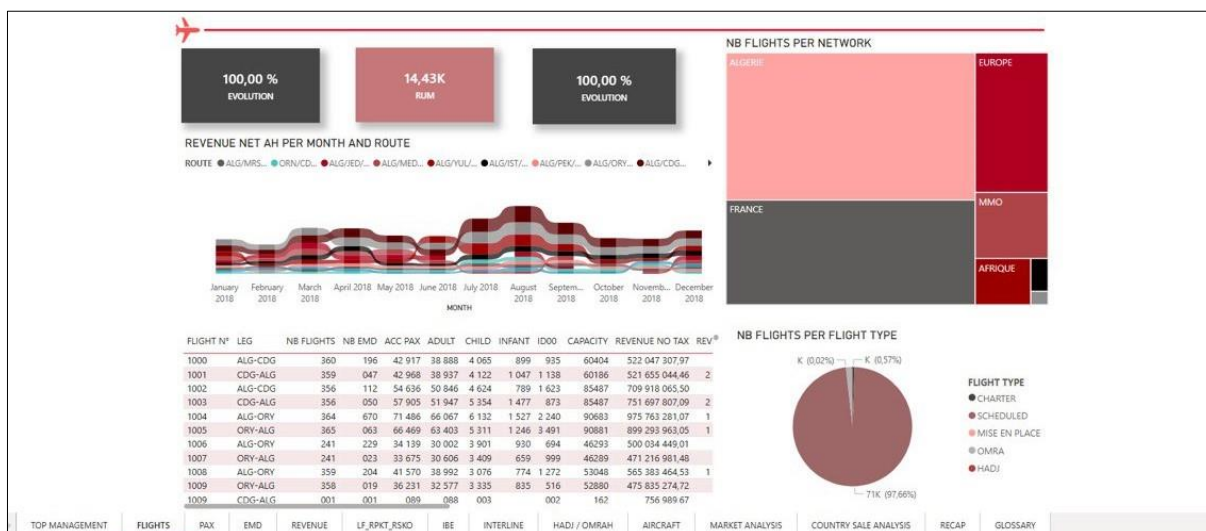 NB FLIGHTS PER NETWORK
100,00 %
EVOLUTION
14,43K
RUM
100,00 %
EVOLUTION
ALGERIE
EUROPE
FRANCE
MMO
AFRIQUE
REVENUE NET AH PER MONTH AND ROUTE
ROUTE ALG/MRS... ORN/CD... ALG/JED/... ALG/MED... ALG/YUL/... ALG/IST/... ALG/PEK/... ALG/ORY... ALG/CDG...
January 2018 February 2018 March 2018 April 2018 May 2018 June 2018 July 2018 August 2018 Septem... 2018 October 2018 Novemb... 2018 December 2018
MONTH
FLIGHT N° LEG NB FLIGHTS NB EMD ACC PAX ADULT CHILD INFANT ID00 CAPACITY REVENUE NO TAX REV
1000 ALG-CDG 360 196 42 917 38 888 4 065 899 935 60404 522 047 307,97
1001 CDG-ALG 359 047 42 968 38 937 4 122 1 047 1 138 60186 521 655 044,46 2
1002 ALG-CDG 356 112 54 636 50 846 4 624 789 1 623 85487 709 918 065,50
1003 CDG-ALG 356 050 57 905 51 947 5 354 1 477 873 85487 751 697 807,09 2
1004 ALG-ORY 364 670 71 486 66 067 6 132 1 527 2 240 90683 975 763 281,07 1
1005 ORY-ALG 365 063 66 469 63 403 5 311 1 246 3 491 90881 899 293 963,05 1
1006 ALG-ORY 241 229 34 139 30 002 3 901 930 694 46293 500 034 449,01
1007 ORY-ALG 241 023 33 675 30 606 3 409 659 999 46289 471 216 981,48
1008 ALG-ORY 359 204 41 570 38 992 3 076 774 1 272 53048 565 383 464,53 1
1009 ORY-ALG 358 019 36 231 32 577 3 335 835 516 52880 475 835 274,72
1009 CDG-ALG 001 001 089 088 003 002 162 756 989 67
NB FLIGHTS PER FLIGHT TYPE
K (0,02%) K (0,57%)
71K (97,66%)
FLIGHT TYPE
CHARTER
SCHEDULED
MISE EN PLACE
OMRA
HADJ
TOP MANAGEMENT FLIGHTS PAX EMD REVENUE LF_RPKT_RSKO IBE INTERLINE HADJ / OMRAH AIRCRAFT MARKET ANALYSIS COUNTRY SALE ANALYSIS RECAP GLOSSARY